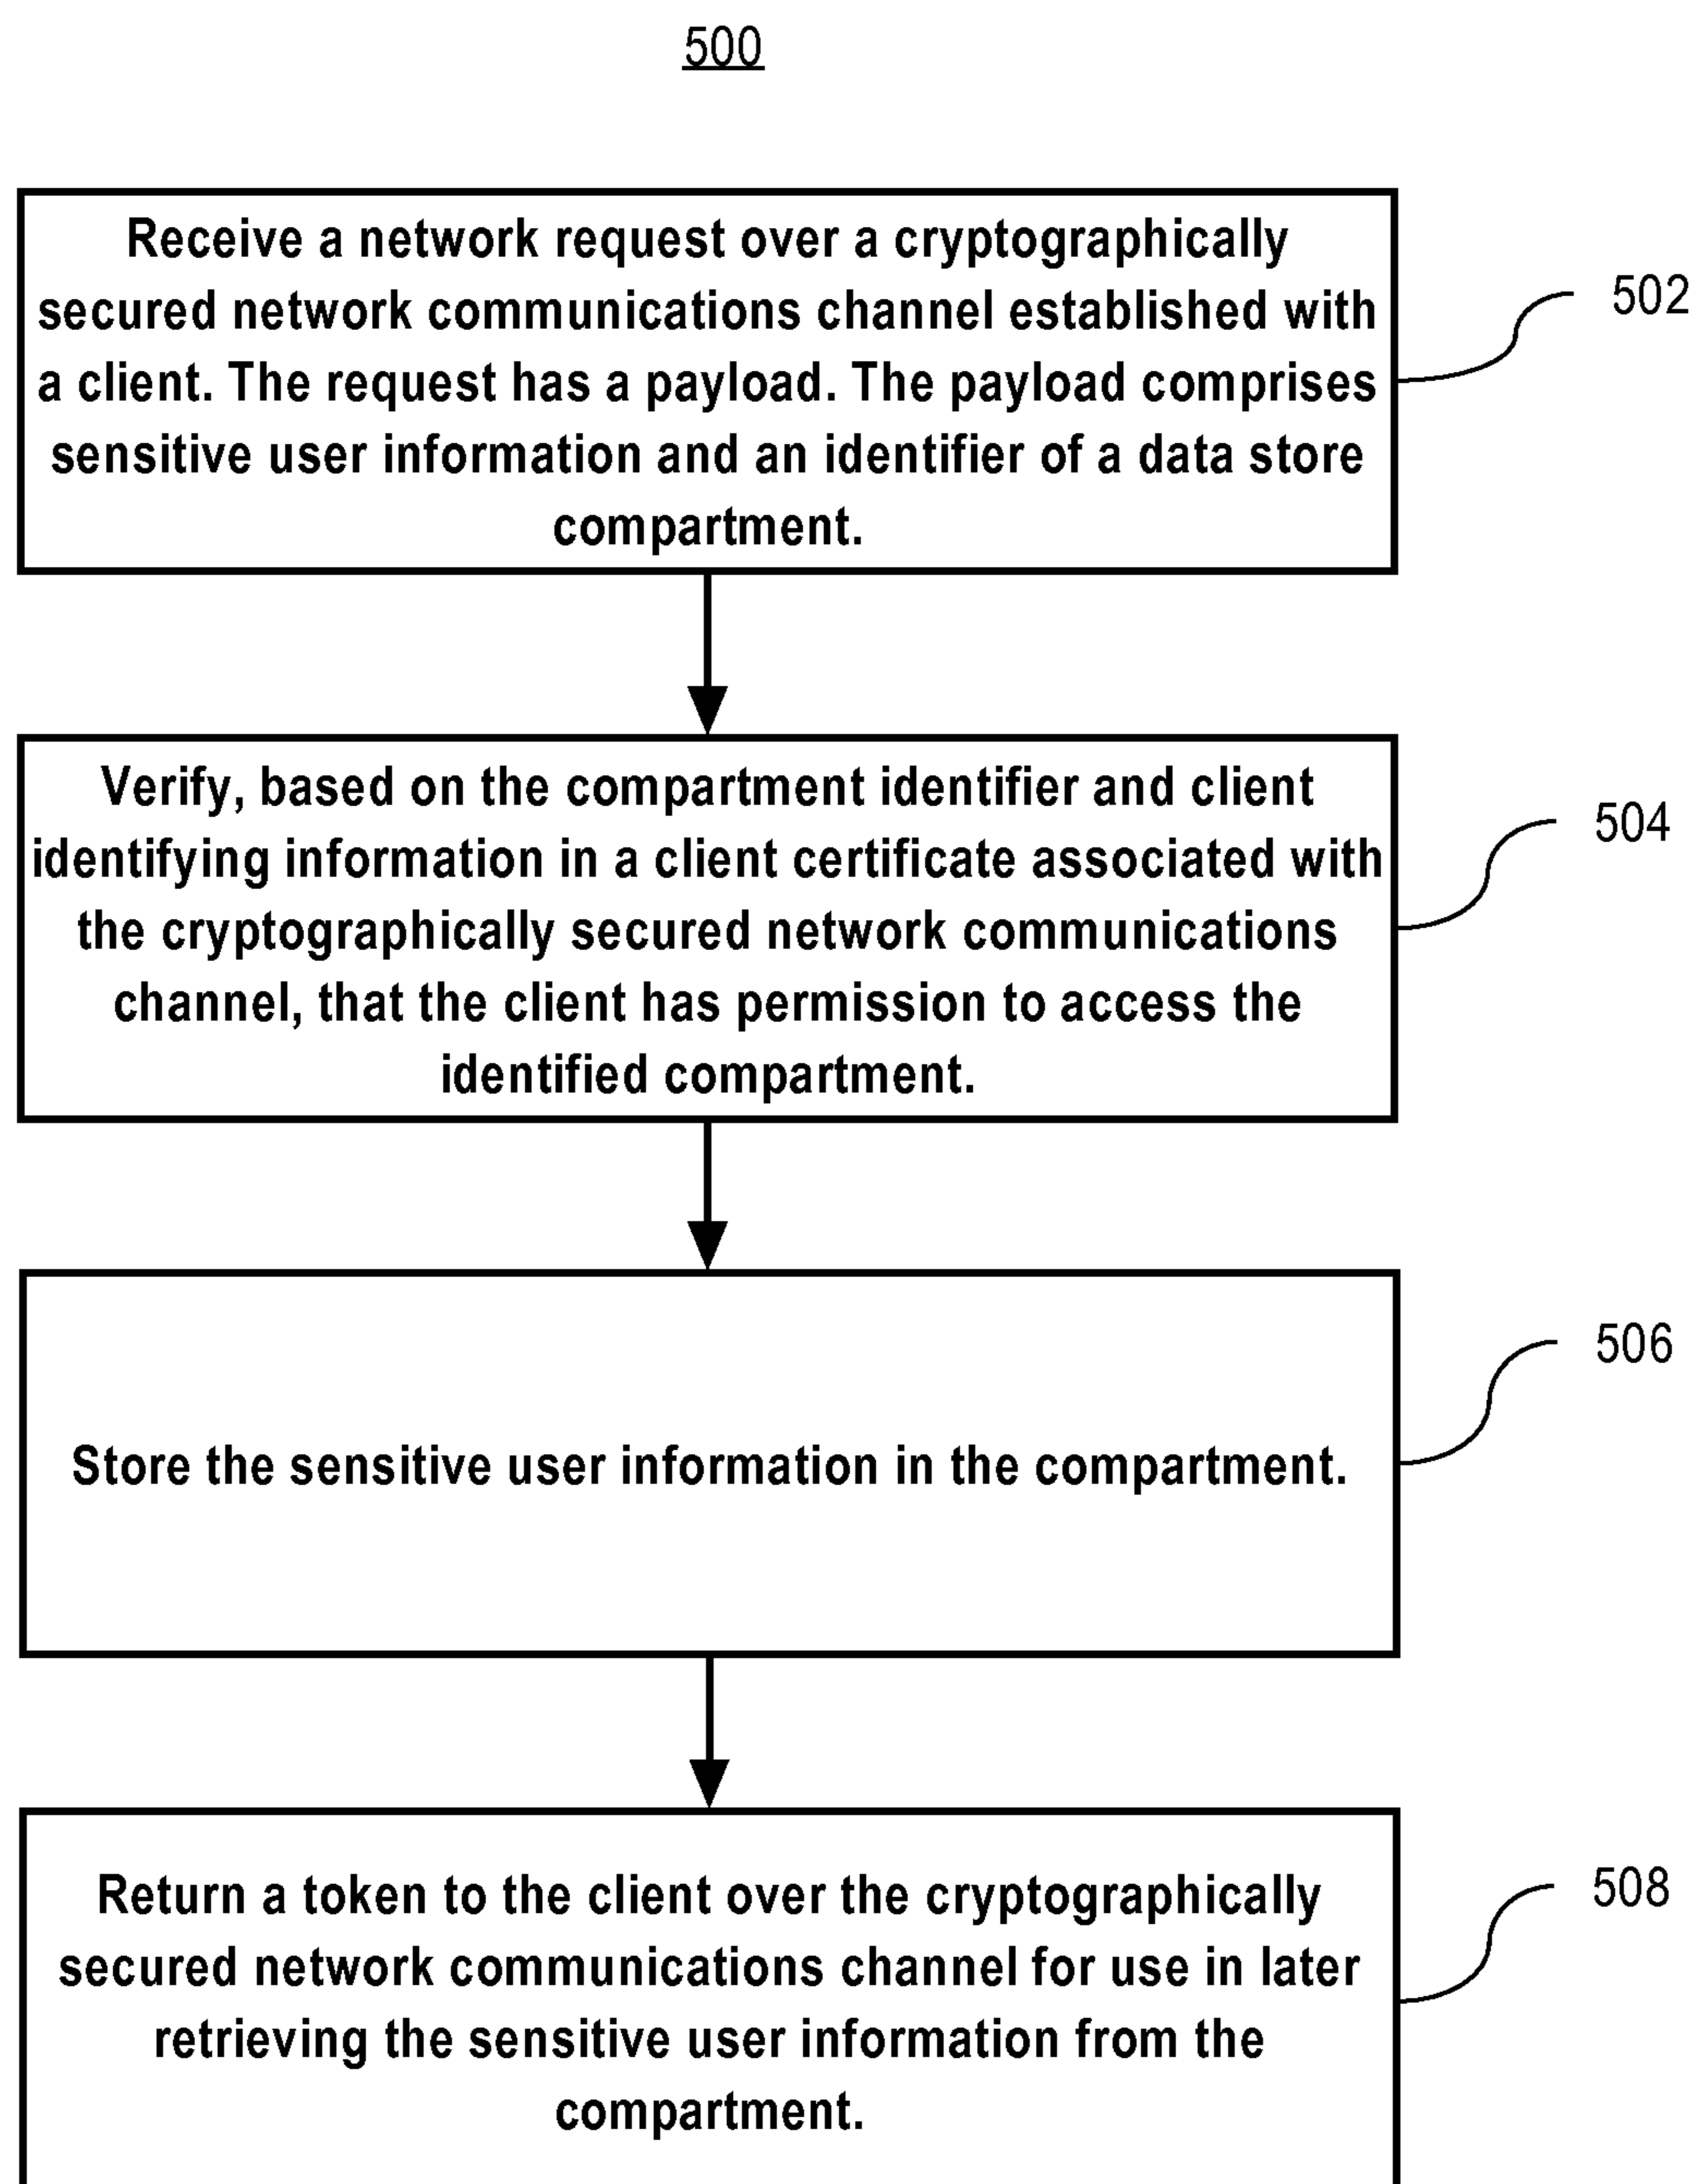 500
Receive a network request over a cryptographically
secured network communications channel established with
a client. The request has a payload. The payload comprises
sensitive user information and an identifier of a data store
compartment.
502
Verify, based on the compartment identifier and client
identifying information in a client certificate associated with
the cryptographically secured network communications
channel, that the client has permission to access the
identified compartment.
504
Store the sensitive user information in the compartment.
506
Return a token to the client over the cryptographically
secured network communications channel for use in later
retrieving the sensitive user information from the
compartment.
508